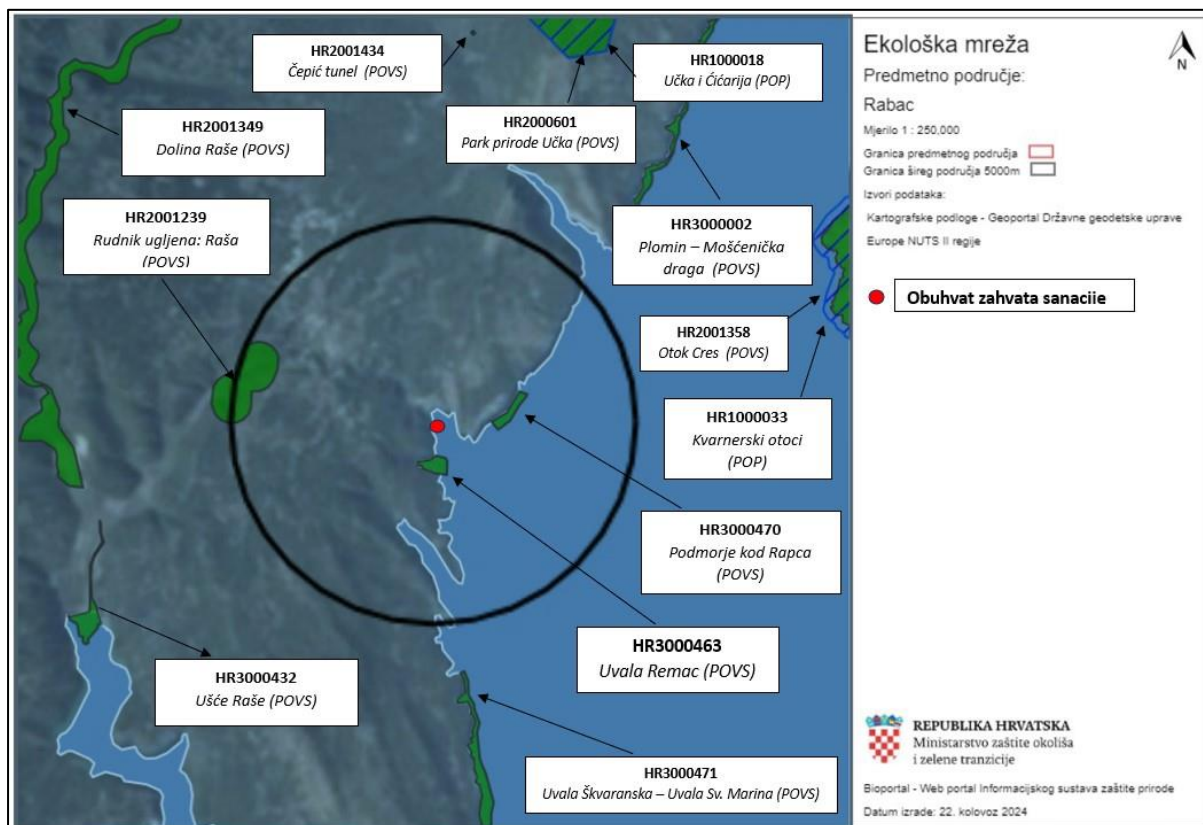 HR2001434
Čepić tunel (POVS)
HR1000018
Učka i Ćićarija (POP)
HR2001349
Dolina Raše (POVS)
HR2000601
Park prirode Učka (POVS)
HR2001239
Rudnik ugljena: Raša
(POVS)
HR3000002
Plomin – Mošćenička
draga (POVS)
HR2001358
Otok Cres (POVS)
HR1000033
Kvarnerski otoci
(POP)
HR3000470
Podmorje kod Rapca
(POVS)
HR3000463
Uvala Remac (POVS)
HR3000432
Ušće Raše (POVS)
HR3000471
Uvala Škvaranska – Uvala Sv. Marina (POVS)
Ekološka mreža
N
Predmetno područje:
Rabac
Mjerilo 1 : 250,000
Granica predmetnog područja
Granica šireg područja 5000m
Izvori podataka:
Kartografske podloge - Geoportal Državne geodetske uprave
Europe NUTS II regije
Obuhvat zahvata sanacije
REPUBLIKA HRVATSKA
Ministarstvo zaštite okoliša
i zelene tranzicije
Bioportal - Web portal Informacijskog sustava zaštite prirode
Datum izrade: 22. kolovoz 2024